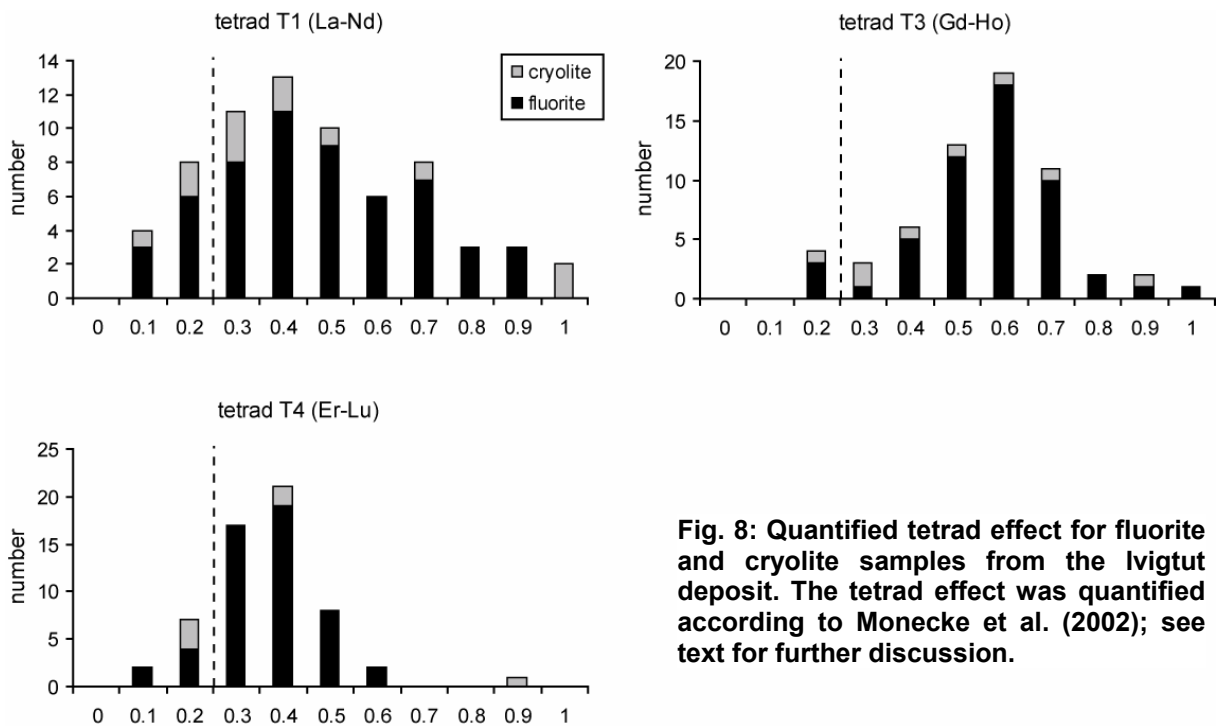 tetrad T1 (La-Nd)
14
12
10
8
6
4
2
0
number
0 0.1 0.2 0.3 0.4 0.5 0.6 0.7 0.8 0.9 1
cryolite
fluorite
tetrad T3 (Gd-Ho)
20
15
10
5
0
number
0 0.1 0.2 0.3 0.4 0.5 0.6 0.7 0.8 0.9 1
tetrad T4 (Er-Lu)
25
20
15
10
5
0
number
0 0.1 0.2 0.3 0.4 0.5 0.6 0.7 0.8 0.9 1
Fig. 8: Quantified tetrad effect for fluorite
and cryolite samples from the Ivigtut
deposit. The tetrad effect was quantified
according to Monecke et al. (2002); see
text for further discussion.